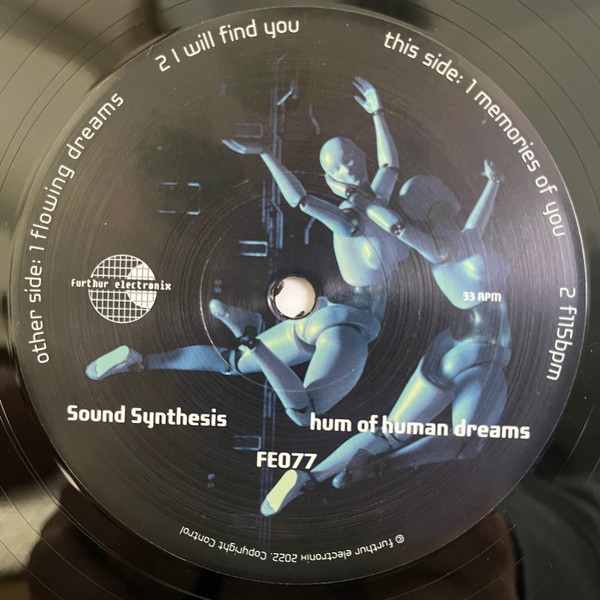 other side: 1 flowing dreams
2 I will find you
this side: 1 memories of you
2 f115bpm
furthur electronix
33 RPM
Sound Synthesis
hum of human dreams
FE077
© furthur electronix 2022. Copyright Control